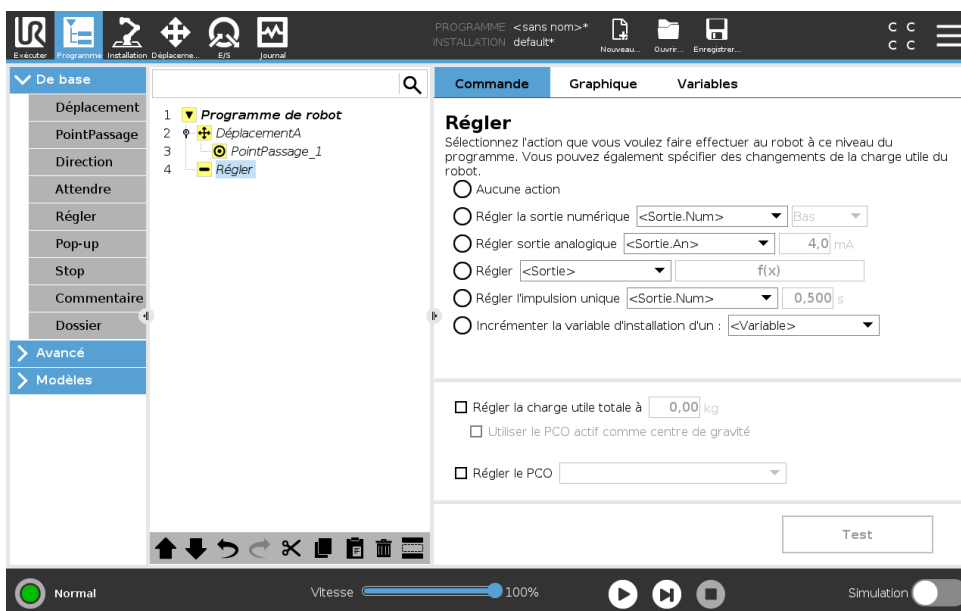 UR
PROGRAMME <sans nom>*
INSTALLATION default*
Exécuter Programme Installation Déplaceme... E/S Journal
Nouveau... Ouvrir... Enregistrer...
C C
C C
De base
Déplacement
PointPassage
Direction
Attendre
Régler
Pop-up
Stop
Commentaire
Dossier
Avancé
Modèles
1 Programme de robot
2 DéplacementA
3 PointPassage_1
4 Régler
Commande Graphique Variables
Régler
Sélectionnez l'action que vous voulez faire effectuer au robot à ce niveau du
programme. Vous pouvez également spécifier des changements de la charge utile du
robot.
Aucune action
Régler la sortie numérique <Sortie.Num> Bas
Régler sortie analogique <Sortie.An> 4,0 mA
Régler <Sortie> f(x)
Régler l'impulsion unique <Sortie.Num> 0,500 s
Incrémenter la variable d'installation d'un : <Variable>
Régler la charge utile totale à 0,00 kg
Utiliser le PCO actif comme centre de gravité
Régler le PCO
Test
Normal Vitesse 100% Simulation